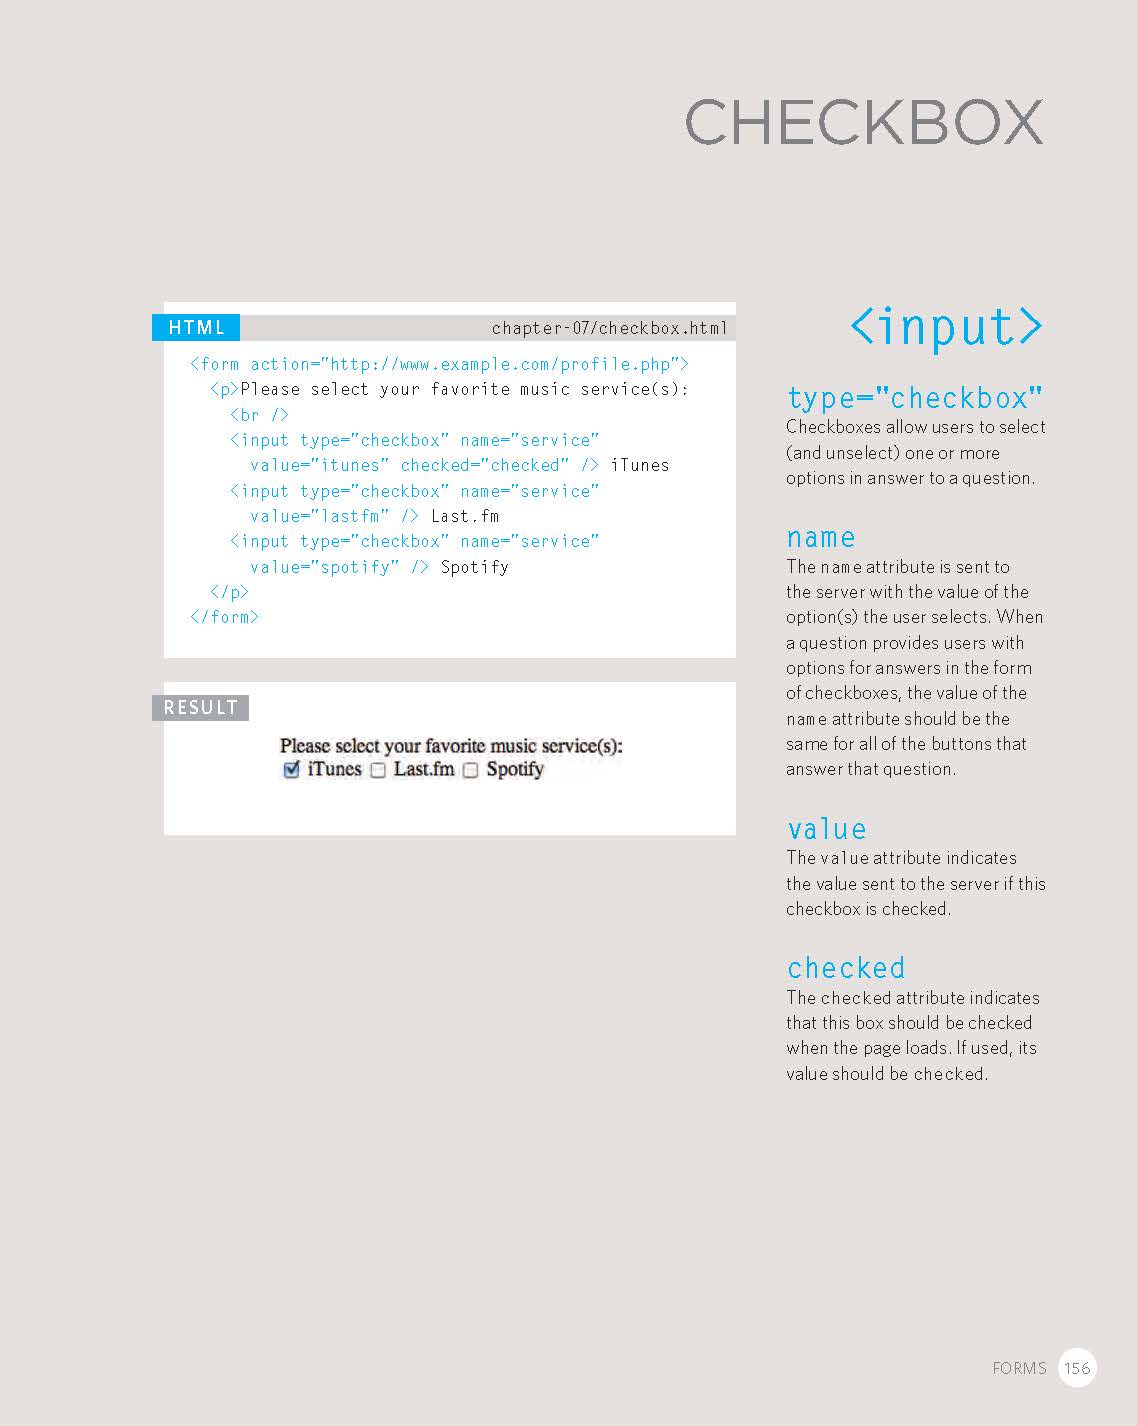 CHECKBOX
HTML
chapter-07/checkbox.html
<form action="http://www.example.com/profile.php">
<p>Please select your favorite music service(s):
<br />
<input type="checkbox" name="service"
value="itunes" checked="checked" /> iTunes
<input type="checkbox" name="service"
value="lastfm" /> Last.fm
<input type="checkbox" name="service"
value="spotify" /> Spotify
</p>
</form>
RESULT
Please select your favorite music service(s):
iTunes Last.fm Spotify
<input>
type="checkbox"
Checkboxes allow users to select
(and unselect) one or more
options in answer to a question.
name
The name attribute is sent to
the server with the value of the
option(s) the user selects. When
a question provides users with
options for answers in the form
of checkboxes, the value of the
name attribute should be the
same for all of the buttons that
answer that question.
value
The value attribute indicates
the value sent to the server if this
checkbox is checked.
checked
The checked attribute indicates
that this box should be checked
when the page loads. If used, its
value should be checked.
FORMS 156